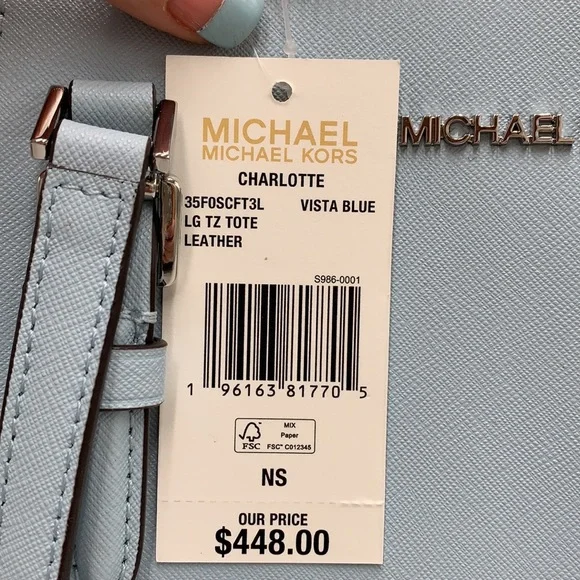 MICHAEL
MICHAEL KORS
MICHAEL
CHARLOTTE
35F0SCFT3L VISTA BLUE
LG TZ TOTE
LEATHER
S986-0001
1 96163 81770 5
FSC
MIX
Paper
FSC™ C012345
NS
OUR PRICE
$448.00